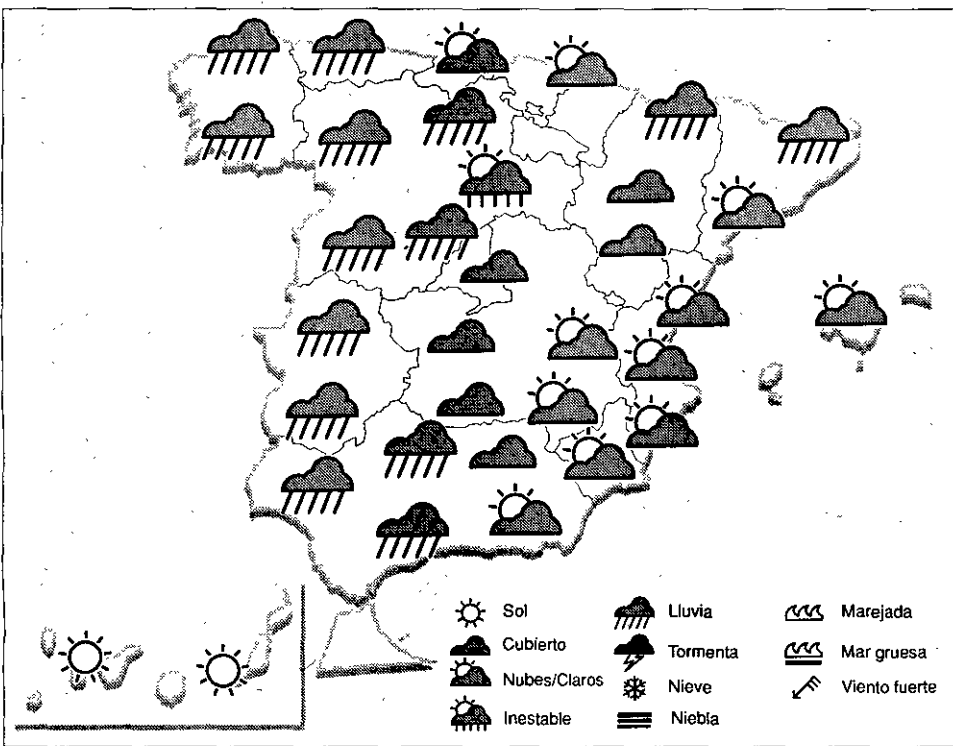 Sol
Cubierto
Nubes/Claros
Inestable
Lluvia
Tormenta
Nieve
Niebla
Marejada
Mar gruesa
Viento fuerte